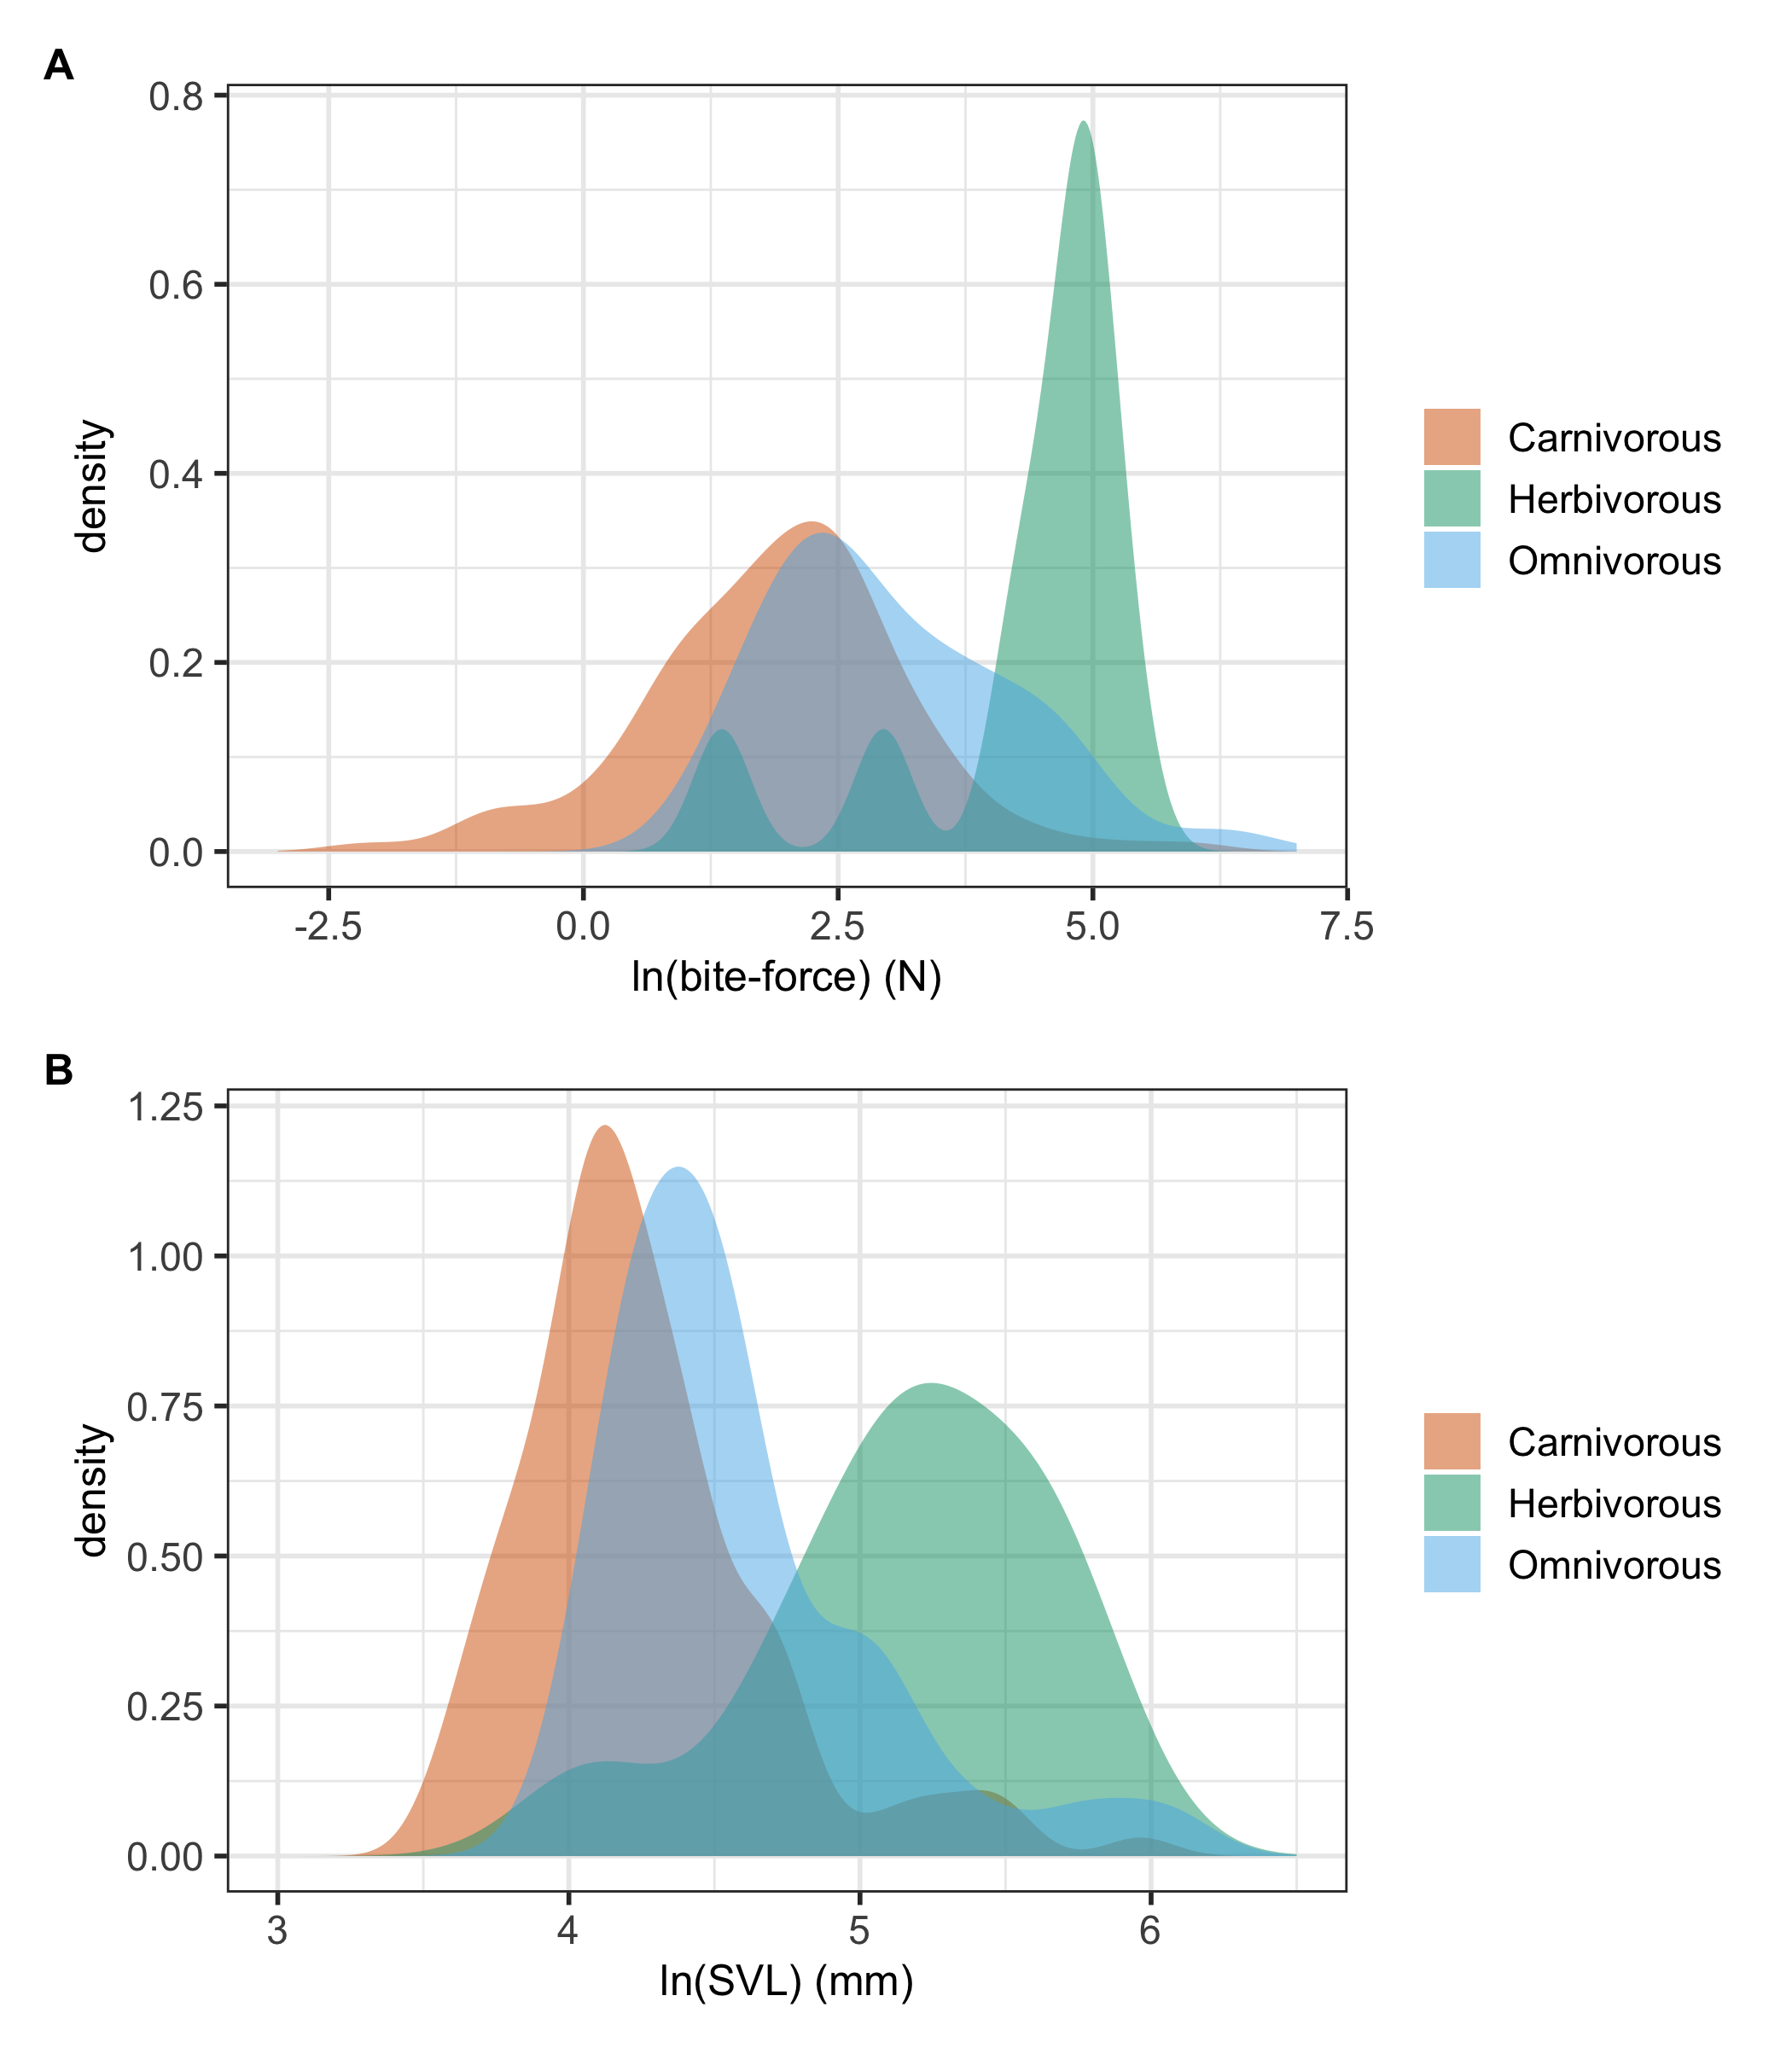 A
0.8
0.6
0.4
0.2
0.0
density
-2.5 0.0 2.5 5.0 7.5
ln(bite-force) (N)
Carnivorous
Herbivorous
Omnivorous
B
1.25
1.00
0.75
0.50
0.25
0.00
density
3 4 5 6
ln(SVL) (mm)
Carnivorous
Herbivorous
Omnivorous